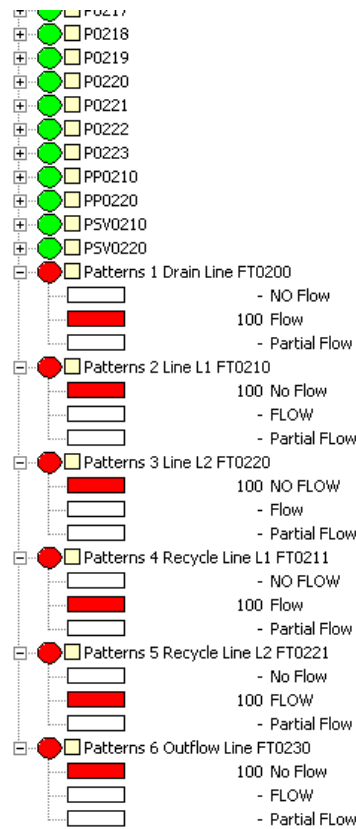 P0217
P0218
P0219
P0220
P0221
P0222
P0223
PP0210
PP0220
PSV0210
PSV0220
Patterns 1 Drain Line FT0200
- NO Flow
100 Flow
- Partial Flow
Patterns 2 Line L1 FT0210
100 No Flow
- FLOW
- Partial FLow
Patterns 3 Line L2 FT0220
100 NO FLOW
- Flow
- Partial FLow
Patterns 4 Recycle Line L1 FT0211
- NO FLOW
100 Flow
- Partial Flow
Patterns 5 Recycle Line L2 FT0221
- No Flow
100 FLOW
- Partial Flow
Patterns 6 Outflow Line FT0230
100 No Flow
- FLOW
- Partial FLow